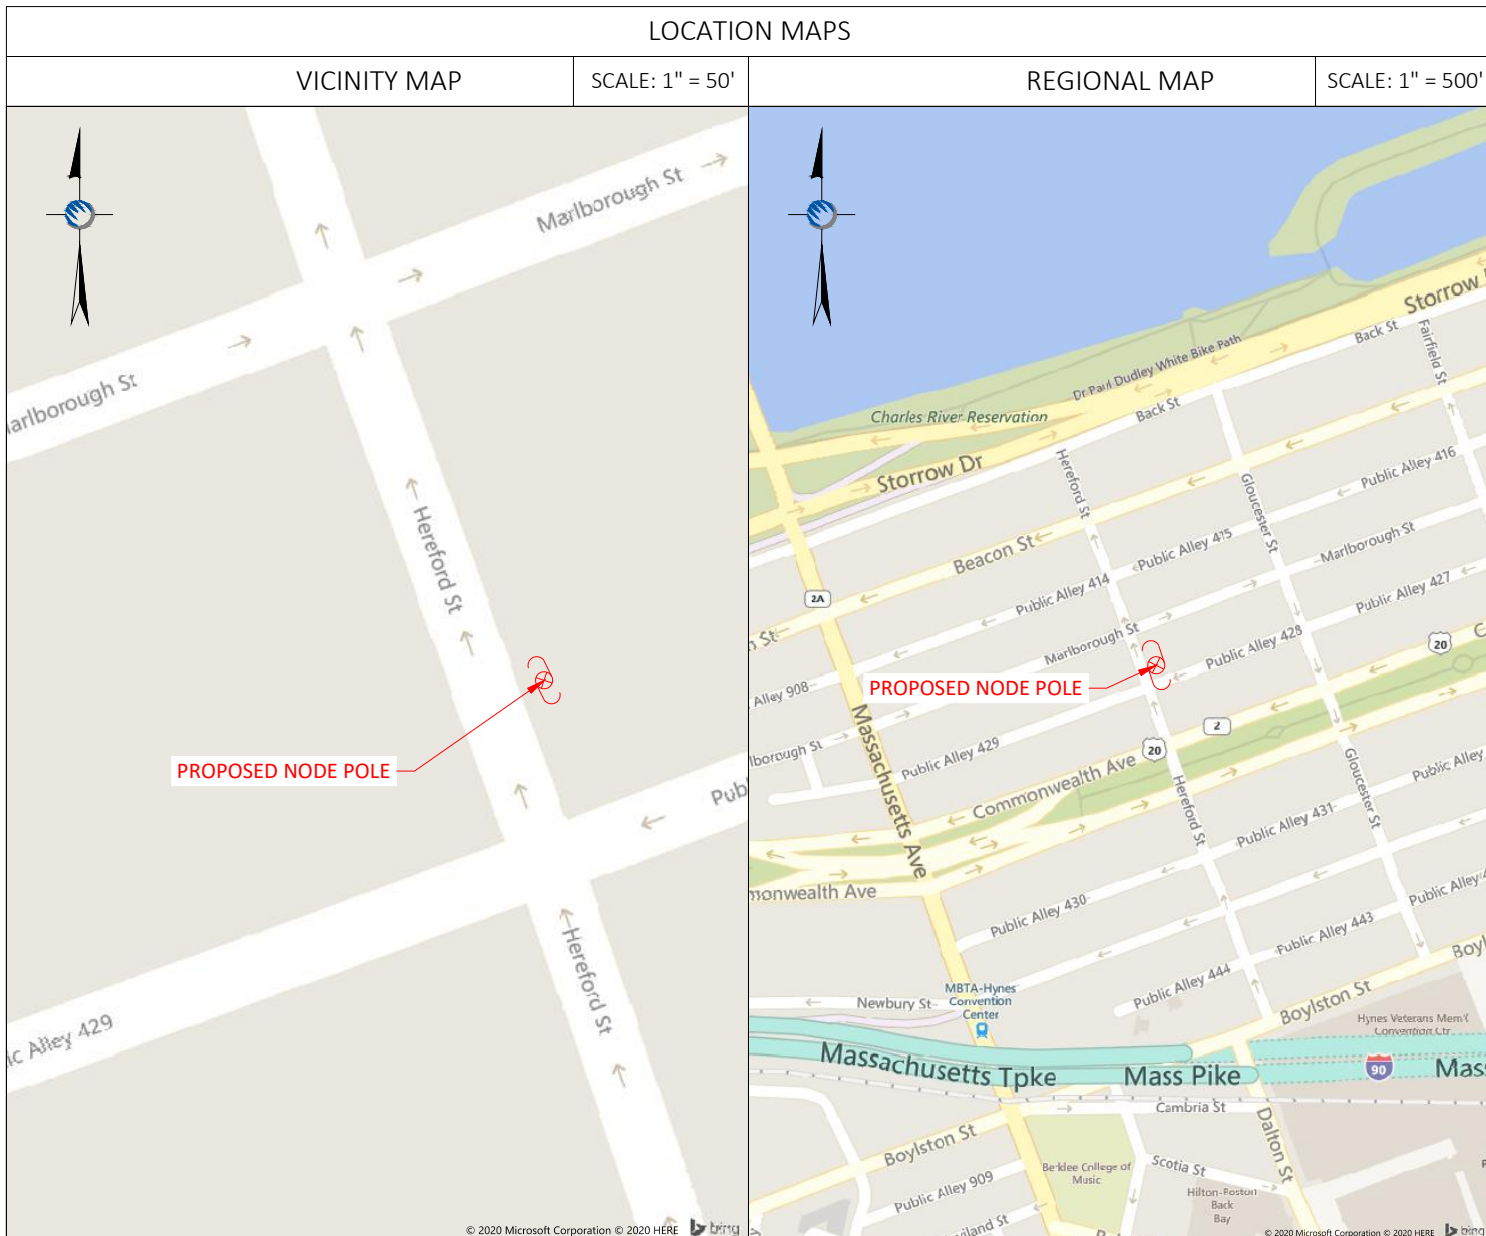 LOCATION MAPS
VICINITY MAP
SCALE: 1" = 50'
REGIONAL MAP
SCALE: 1" = 500'
Marlborough St
arlborough St
Hereford St
PROPOSED NODE POLE
Pub
Hereford St
ic Alley 429
© 2020 Microsoft Corporation © 2020 HERE
bing
Storrow
Back St
Fairfield St
Dr Paul Dudley White Bike Path
Charles River Reservation
Back St
Storrow Dr
Hereford St
Gloucester St
Public Alley 416
Beacon St
Public Alley 415
Marlborough St
2A
Public Alley 414
Public Alley 427
n St
Marlborough St
Public Alley 428
20
C
PROPOSED NODE POLE
Alley 908
Massachusetts Ave
2
lborough St
Public Alley 429
20
Commonwealth Ave
Hereford St
Gloucester St
Public Alley
Public Alley 431
monwealth Ave
Public Alley 430
Public Alley 4
Public Alley 443
Boyl
MBTA-Hynes
Convention
Center
Newbury St
Public Alley 444
Boylston St
Hynes Veterans Mem'l
Convention Ctr
Massachusetts Tpke
Mass Pike
90
Mas
Cambria St
Boylston St
Dalton St
Berklee College of
Music
Scotia St
Public Alley 909
Hilton-Boston
Back
Bay
viland St
© 2020 Microsoft Corporation © 2020 HERE
bing